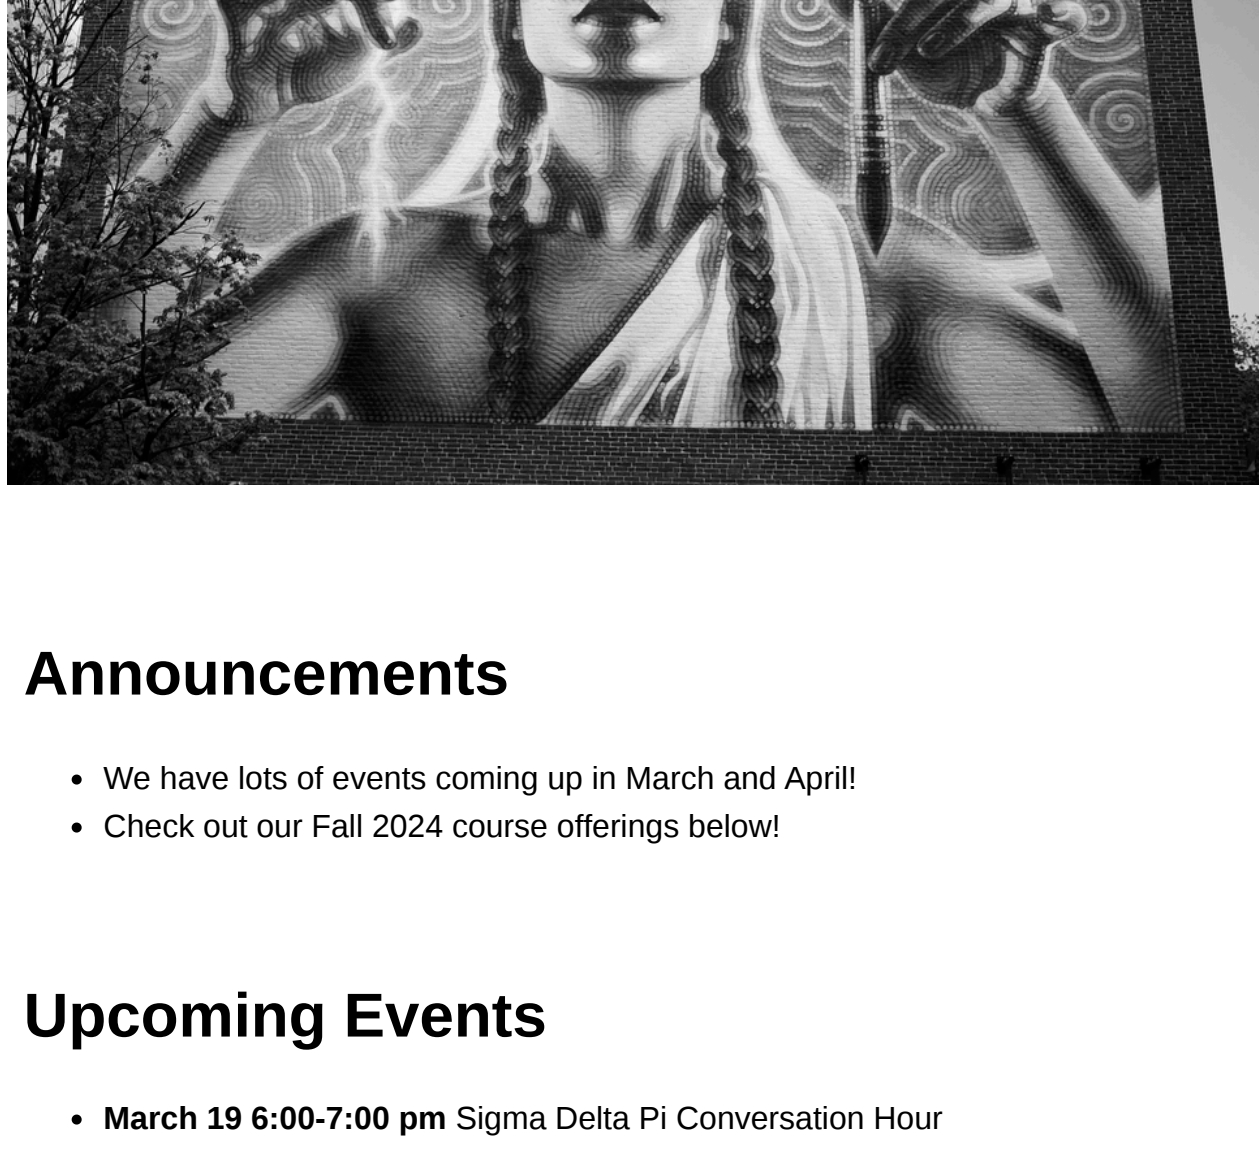 Announcements
We have lots of events coming up in March and April!
Check out our Fall 2024 course offerings below!
Upcoming Events
March 19 6:00-7:00 pm Sigma Delta Pi Conversation Hour